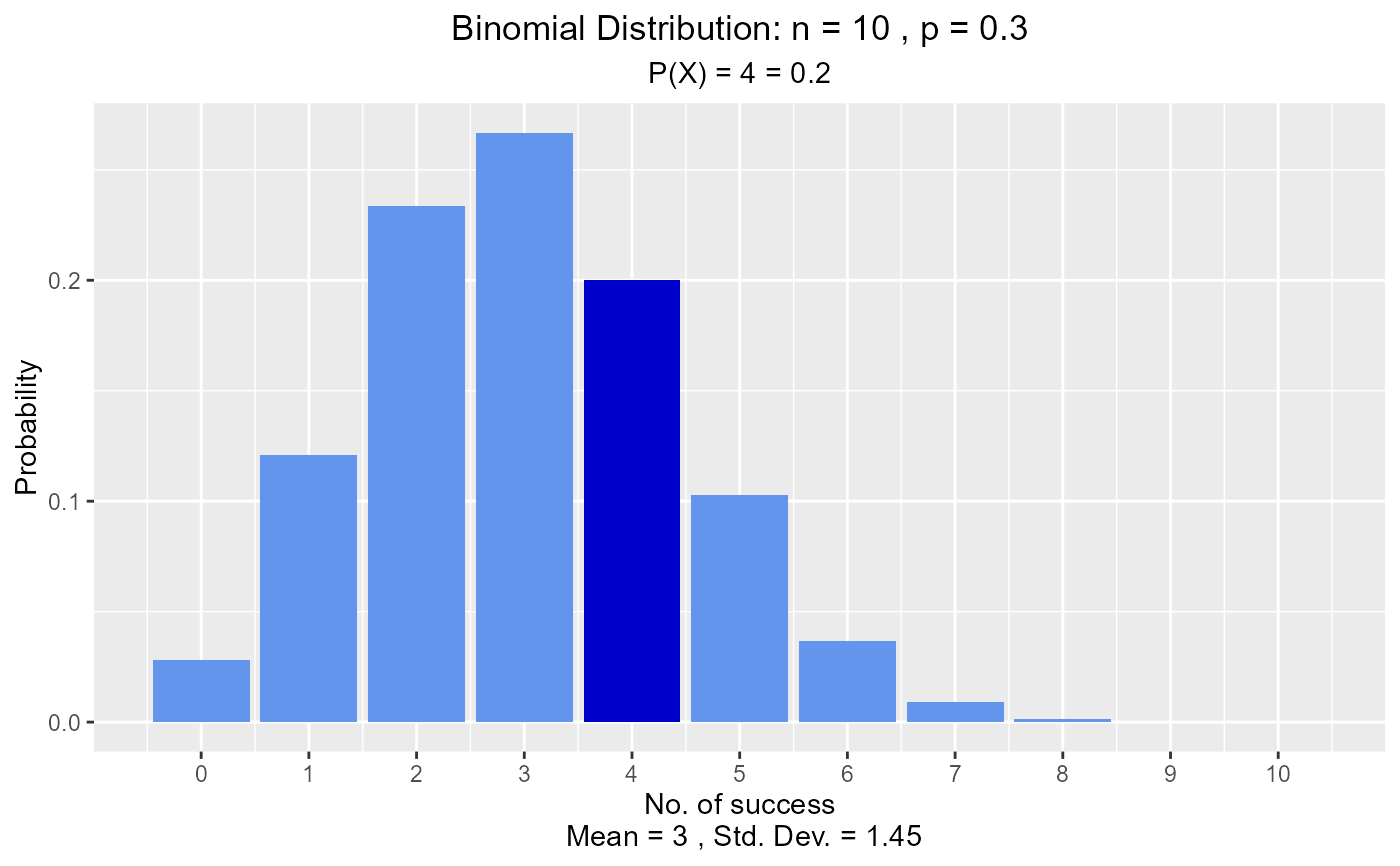 Binomial Distribution: n = 10 , p = 0.3
P(X) = 4 = 0.2
Probability
0.2
0.1
0.0
0 1 2 3 4 5 6 7 8 9 10
No. of success
Mean = 3 , Std. Dev. = 1.45